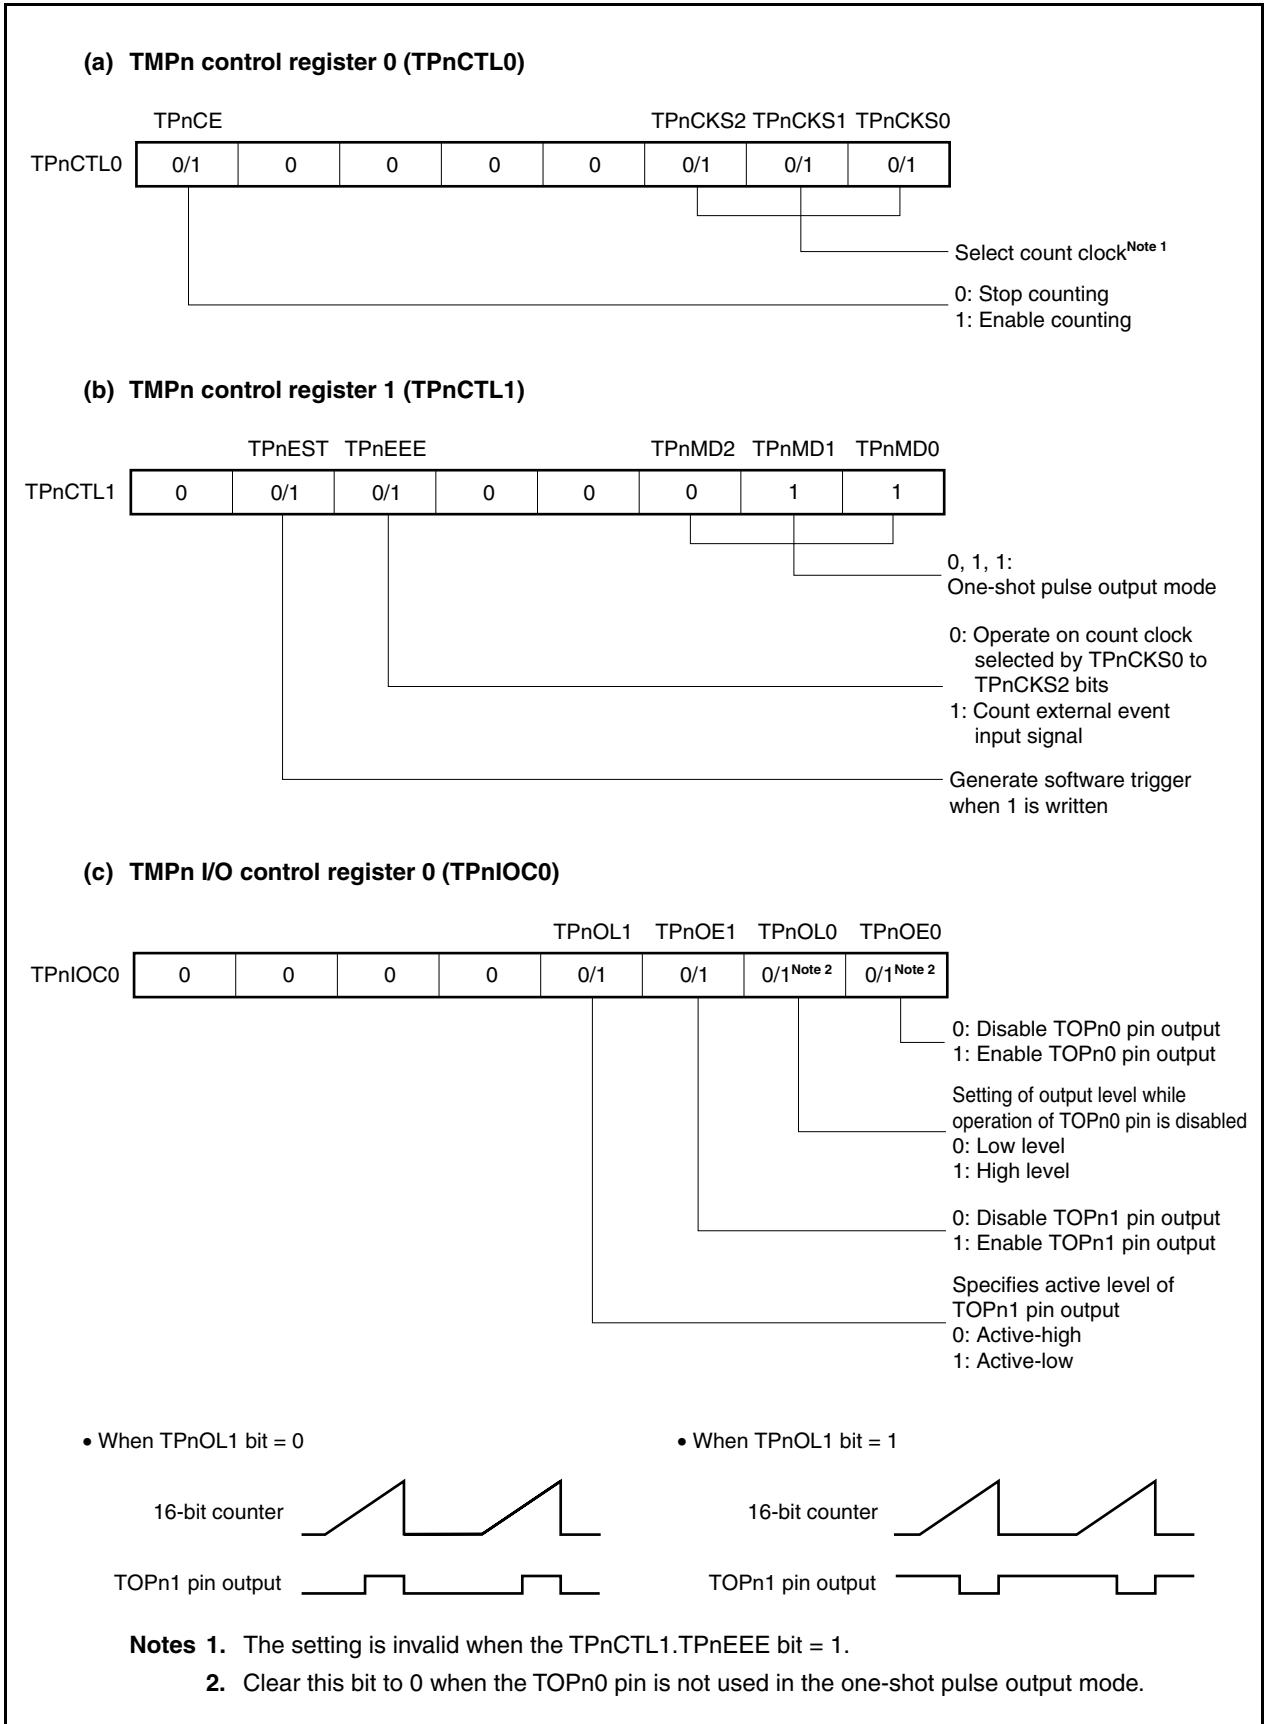 (a) TMPn control register 0 (TPnCTL0)
TPnCE TPnCKS2 TPnCKS1 TPnCKS0
TPnCTL0 0/1 0 0 0 0 0/1 0/1 0/1
Select count clock Note 1
0: Stop counting
1: Enable counting
(b) TMPn control register 1 (TPnCTL1)
TPnEST TPnEEE TPnMD2 TPnMD1 TPnMD0
TPnCTL1 0 0/1 0/1 0 0 0 1 1
0, 1, 1:
One-shot pulse output mode
0: Operate on count clock
selected by TPnCKS0 to
TPnCKS2 bits
1: Count external event
input signal
Generate software trigger
when 1 is written
(c) TMPn I/O control register 0 (TPnIOC0)
TPnOL1 TPnOE1 TPnOL0 TPnOE0
TPnIOC0 0 0 0 0 0/1 0/1 0/1 Note 2 0/1 Note 2
0: Disable TOPn0 pin output
1: Enable TOPn0 pin output
Setting of output level while
operation of TOPn0 pin is disabled
0: Low level
1: High level
0: Disable TOPn1 pin output
1: Enable TOPn1 pin output
Specifies active level of
TOPn1 pin output
0: Active-high
1: Active-low
• When TPnOL1 bit = 0
16-bit counter
TOPn1 pin output
• When TPnOL1 bit = 1
16-bit counter
TOPn1 pin output
Notes 1. The setting is invalid when the TPnCTL1.TPnEEE bit = 1.
2. Clear this bit to 0 when the TOPn0 pin is not used in the one-shot pulse output mode.